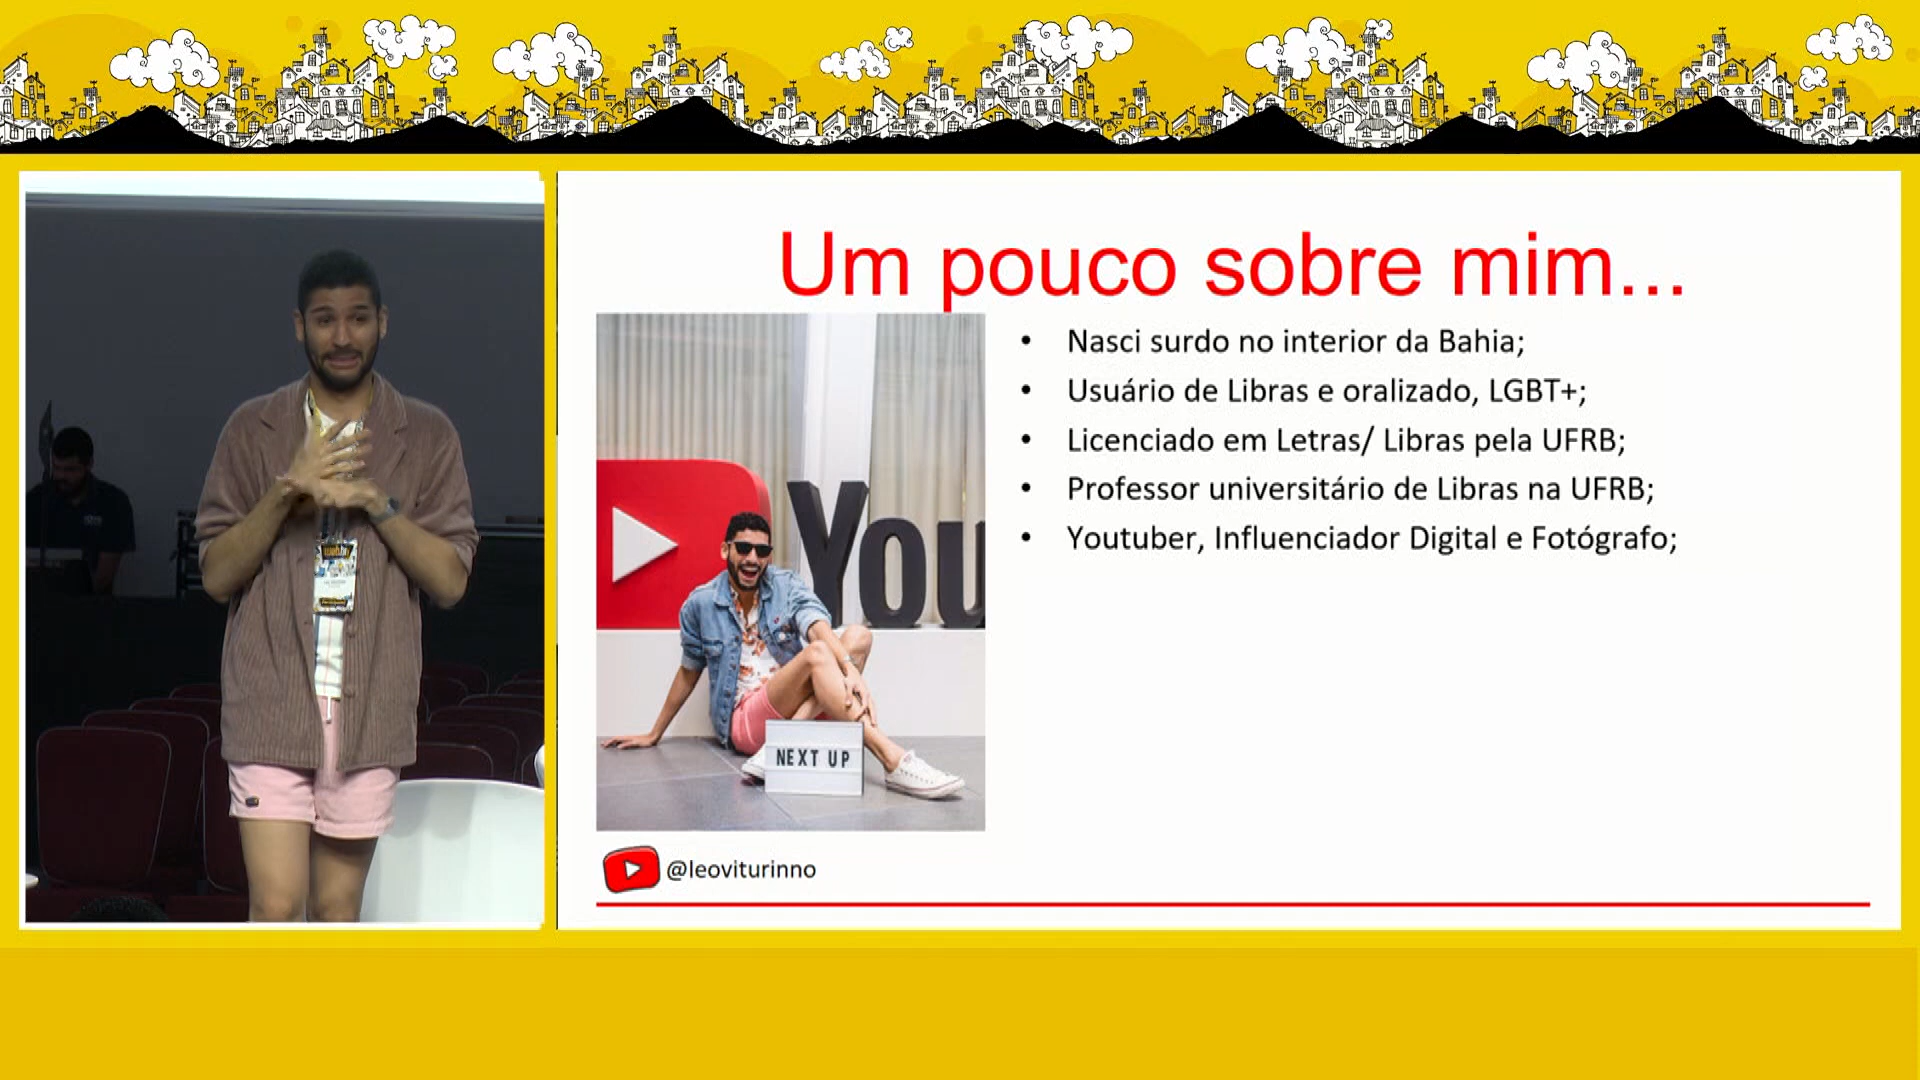 Um pouco sobre mim...
• Nasci surdo no interior da Bahia;
• Usuário de Libras e oralizado, LGBT+;
• Licenciado em Letras/ Libras pela UFRB;
• Professor universitário de Libras na UFRB;
• Youtuber, Influenciador Digital e Fotógrafo;
You
NEXT UP
@leoviturinno